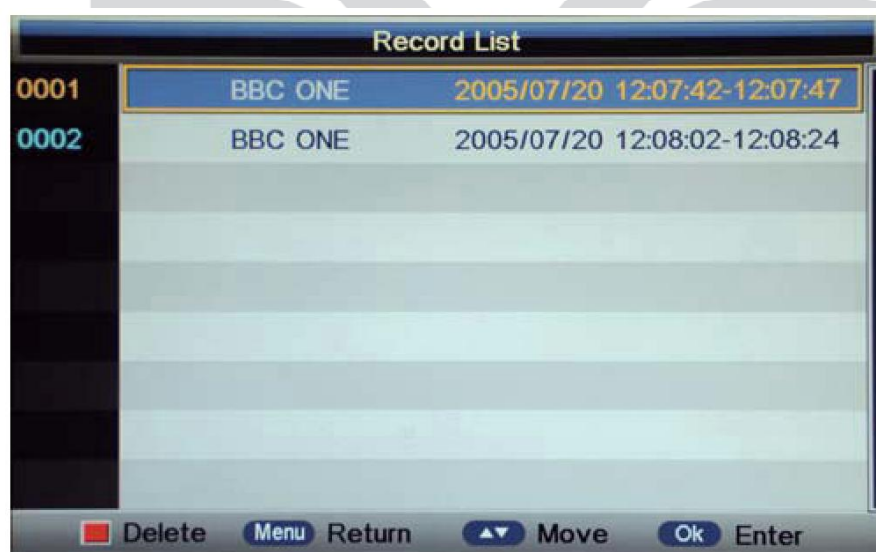 Record List
0001 BBC ONE 2005/07/20 12:07:42-12:07:47
0002 BBC ONE 2005/07/20 12:08:02-12:08:24
Delete Menu Return Move Ok Enter